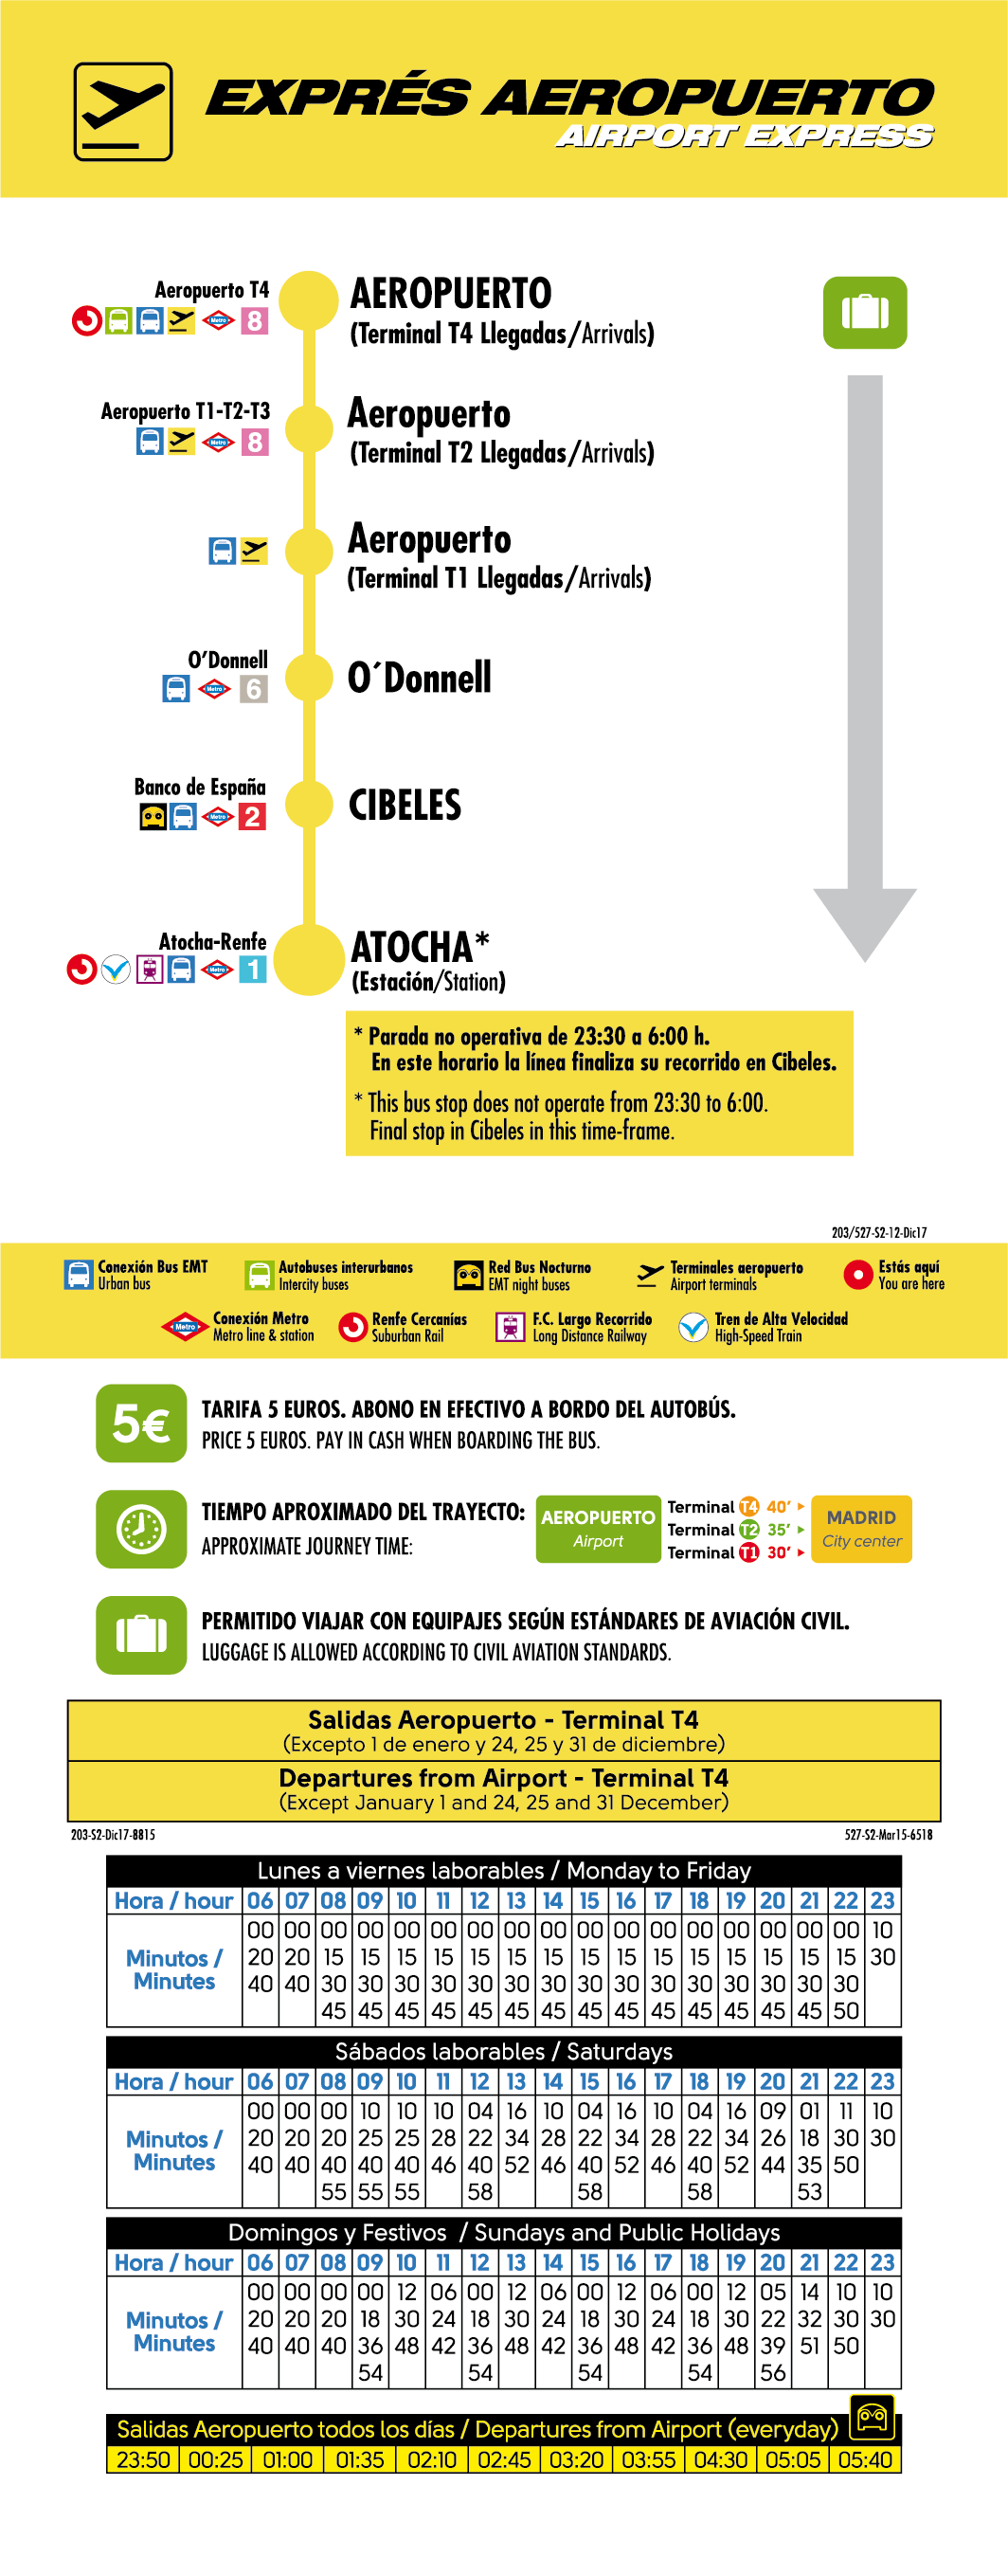 EXPRÉS AEROPUERTO
AIRPORT EXPRESS
Aeropuerto T4
Metro 8
AEROPUERTO
(Terminal T4 Llegadas/Arrivals)
Aeropuerto T1-T2-T3
Metro 8
Aeropuerto
(Terminal T2 Llegadas/Arrivals)
Aeropuerto
(Terminal T1 Llegadas/Arrivals)
O'Donnell
Metro 6
O´Donnell
Banco de España
Metro 2
CIBELES
Atocha-Renfe
Metro 1
ATOCHA*
(Estación/Station)
* Parada no operativa de 23:30 a 6:00 h.
En este horario la línea finaliza su recorrido en Cibeles.
* This bus stop does not operate from 23:30 to 6:00.
Final stop in Cibeles in this time-frame.
203/527-S2-12-Dic17
Conexión Bus EMT
Urban bus
Autobuses interurbanos
Intercity buses
Red Bus Nocturno
EMT night buses
Terminales aeropuerto
Airport terminals
Estás aquí
You are here
Metro
Conexión Metro
Metro line & station
Renfe Cercanías
Suburban Rail
F.C. Largo Recorrido
Long Distance Railway
Tren de Alta Velocidad
High-Speed Train
5€
TARIFA 5 EUROS. ABONO EN EFECTIVO A BORDO DEL AUTOBÚS.
PRICE 5 EUROS. PAY IN CASH WHEN BOARDING THE BUS.
TIEMPO APROXIMADO DEL TRAYECTO:
APPROXIMATE JOURNEY TIME:
AEROPUERTO
Airport
Terminal T4 40'
Terminal T2 35'
Terminal T1 30'
MADRID
City center
PERMITIDO VIAJAR CON EQUIPAJES SEGÚN ESTÁNDARES DE AVIACIÓN CIVIL.
LUGGAGE IS ALLOWED ACCORDING TO CIVIL AVIATION STANDARDS.
Salidas Aeropuerto - Terminal T4
(Excepto 1 de enero y 24, 25 y 31 de diciembre)
Departures from Airport - Terminal T4
(Except January 1 and 24, 25 and 31 December)
203-S2-Dic17-8815 527-S2-Mar15-6518
Lunes a viernes laborables / Monday to Friday
Hora / hour 06 07 08 09 10 11 12 13 14 15 16 17 18 19 20 21 22 23
Minutos /
Minutes
00 00 00 00 00 00 00 00 00 00 00 00 00 00 00 00 00 10
20 20 15 15 15 15 15 15 15 15 15 15 15 15 15 15 15 30
40 40 30 30 30 30 30 30 30 30 30 30 30 30 30 30 30
45 45 45 45 45 45 45 45 45 45 45 45 45 45 50
Sábados laborables / Saturdays
Hora / hour 06 07 08 09 10 11 12 13 14 15 16 17 18 19 20 21 22 23
Minutos /
Minutes
00 00 00 10 10 10 04 16 10 04 16 10 04 16 09 01 11 10
20 20 20 25 25 28 22 34 28 22 34 28 22 34 26 18 30 30
40 40 40 40 40 46 40 52 46 40 52 46 40 52 44 35 50
55 55 55 58 58 58 53
Domingos y Festivos / Sundays and Public Holidays
Hora / hour 06 07 08 09 10 11 12 13 14 15 16 17 18 19 20 21 22 23
Minutos /
Minutes
00 00 00 00 12 06 00 12 06 00 12 06 00 12 05 14 10 10
20 20 20 18 30 24 18 30 24 18 30 24 18 30 22 32 30 30
40 40 40 36 48 42 36 48 42 36 48 42 36 48 39 51 50
54 54 54 54 56
Salidas Aeropuerto todos los días / Departures from Airport (everyday)
23:50 00:25 01:00 01:35 02:10 02:45 03:20 03:55 04:30 05:05 05:40